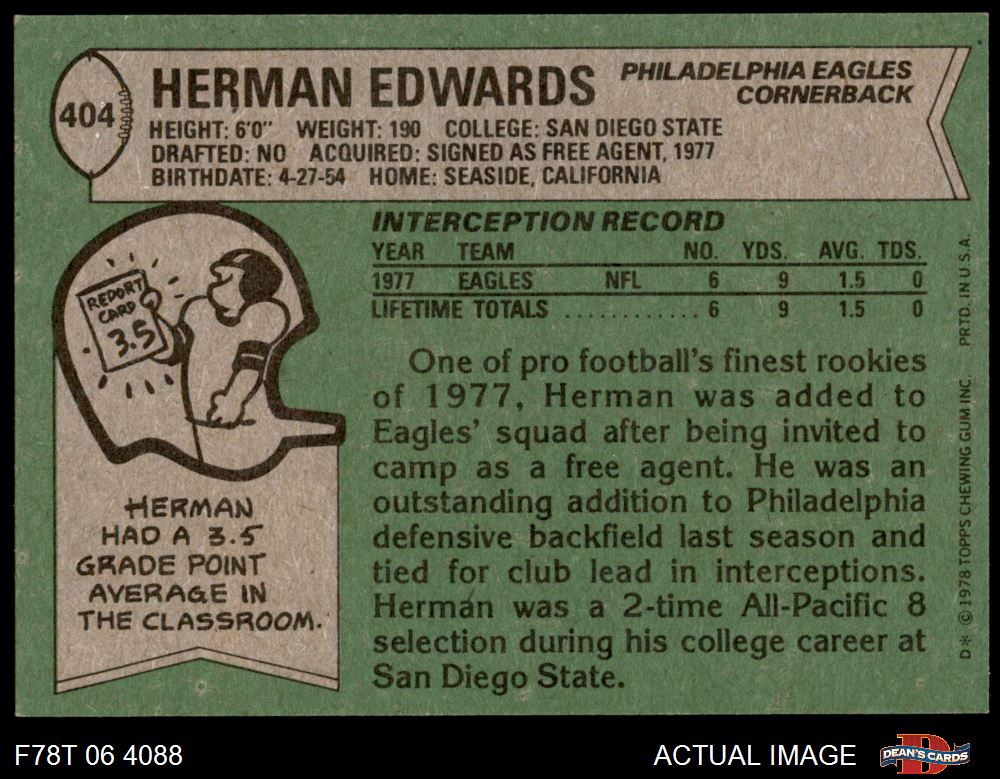 404
HERMAN EDWARDS
PHILADELPHIA EAGLES
CORNERBACK
HEIGHT: 6'0" WEIGHT: 190 COLLEGE: SAN DIEGO STATE
DRAFTED: NO ACQUIRED: SIGNED AS FREE AGENT, 1977
BIRTHDATE: 4-27-54 HOME: SEASIDE, CALIFORNIA
REPORT
CARD
3.5
HERMAN
HAD A 3.5
GRADE POINT
AVERAGE IN
THE CLASSROOM.
INTERCEPTION RECORD
YEAR TEAM NO. YDS. AVG. TDS.
1977 EAGLES NFL 6 9 1.5 0
LIFETIME TOTALS ............ 6 9 1.5 0
One of pro football's finest rookies
of 1977, Herman was added to
Eagles' squad after being invited to
camp as a free agent. He was an
outstanding addition to Philadelphia
defensive backfield last season and
tied for club lead in interceptions.
Herman was a 2-time All-Pacific 8
selection during his college career at
San Diego State.
D* © 1978 TOPPS CHEWING GUM INC. PRTD. IN U.S.A.
F78T 06 4088
ACTUAL IMAGE
D
DEAN'S CARDS